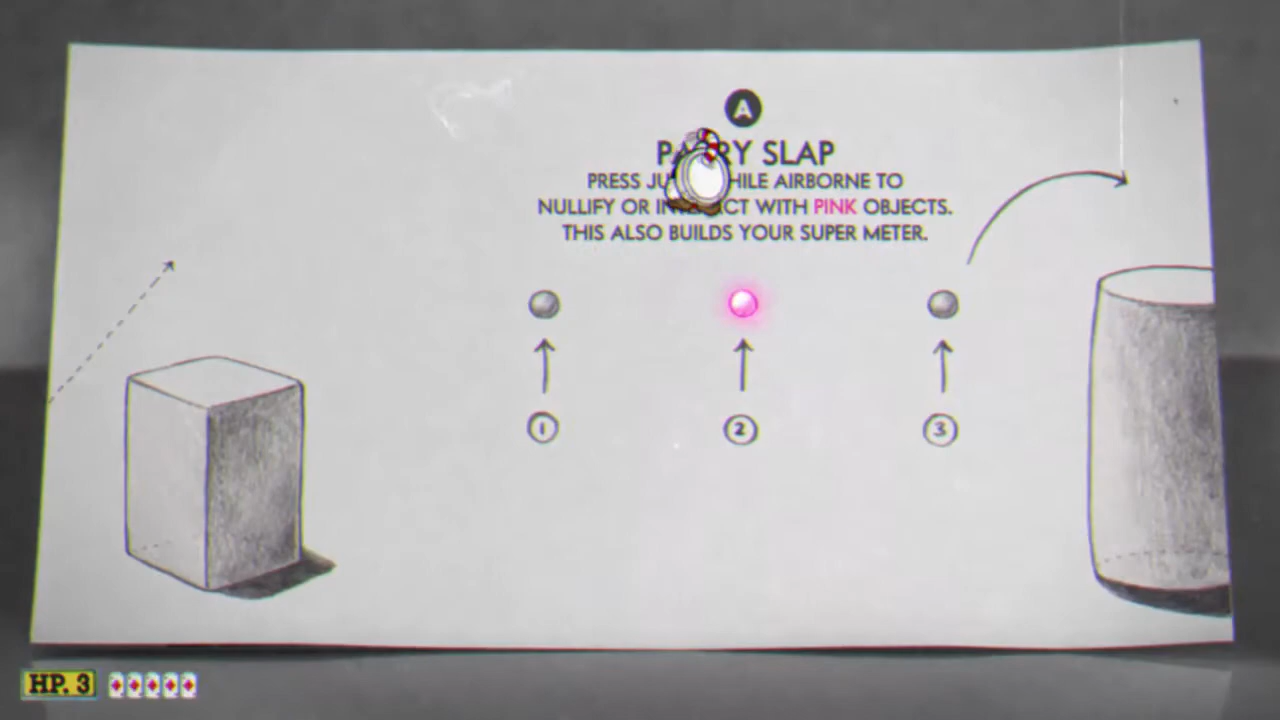 A
SLAP
PRESS WHILE AIRBORNE TO
NULLIFY OR WITH PINK OBJECTS.
THIS ALSO BUILDS YOUR SUPER METER.
1 2 3
HP. 3